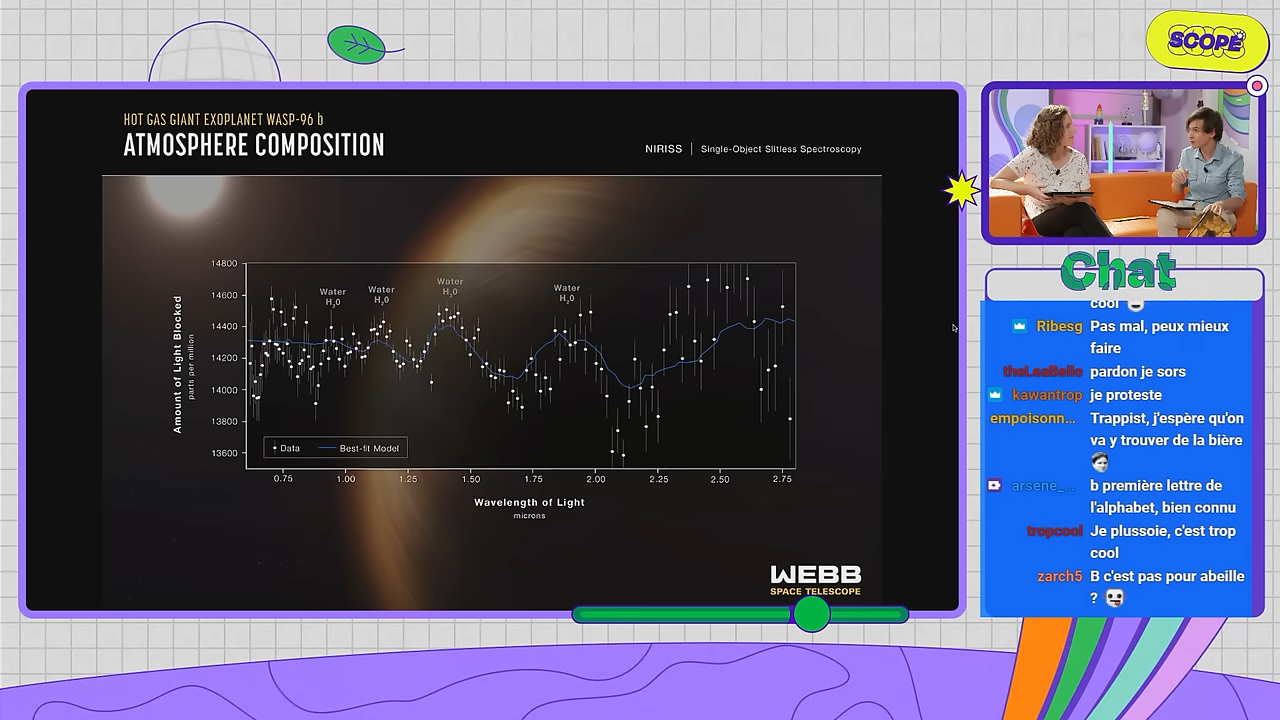 SCOPE
HOT GAS GIANT EXOPLANET WASP-96 b
ATMOSPHERE COMPOSITION
NIRISS | Single-Object Slitless Spectroscopy
Amount of Light Blocked
parts per million
14800
14600
14400
14200
14000
13800
13600
Water
H2O
Water
H2O
Water
H2O
Water
H2O
Data
Best-fit Model
0.75
1.00
1.25
1.50
1.75
2.00
2.25
2.50
2.75
Wavelength of Light
microns
WEBB
SPACE TELESCOPE
Chat
cool
Ribesg Pas mal, peux mieux
faire
theLeaBello pardon je sors
kawantrop je proteste
empoisonn... Trappist, j'espère qu'on
va y trouver de la bière
arsene_... b première lettre de
l'alphabet, bien connu
tropcool Je plussoie, c'est trop
cool
zarch5 B c'est pas pour abeille
?